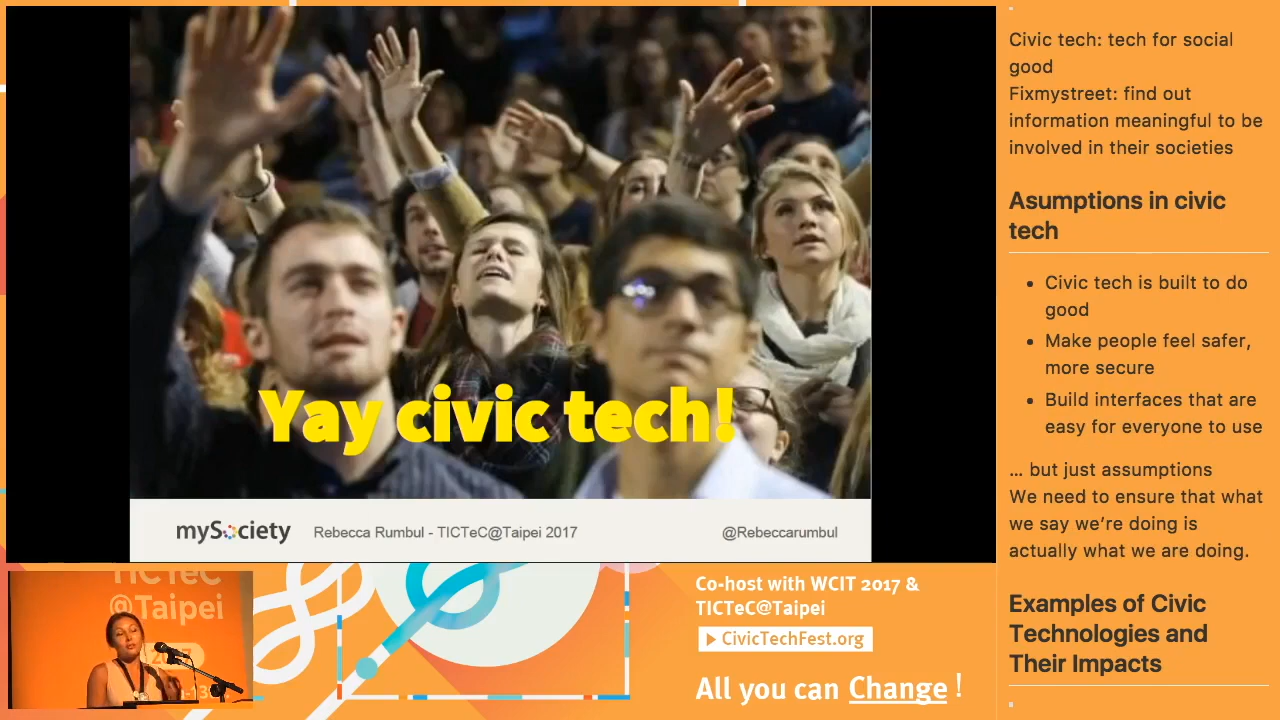 Yay civic tech!
mySociety
Rebecca Rumbul - TICTeC@Taipei 2017
@Rebeccarumbul
Civic tech: tech for social
good
Fixmystreet: find out
information meaningful to be
involved in their societies
Asumptions in civic
tech
• Civic tech is built to do
good
• Make people feel safer,
more secure
• Build interfaces that are
easy for everyone to use
... but just assumptions
We need to ensure that what
we say we’re doing is
actually what we are doing.
Examples of Civic
Technologies and
Their Impacts
TICTeC
@Taipei
Co-host with WCIT 2017 &
TICTeC@Taipei
CivicTechFest.org
All you can Change !